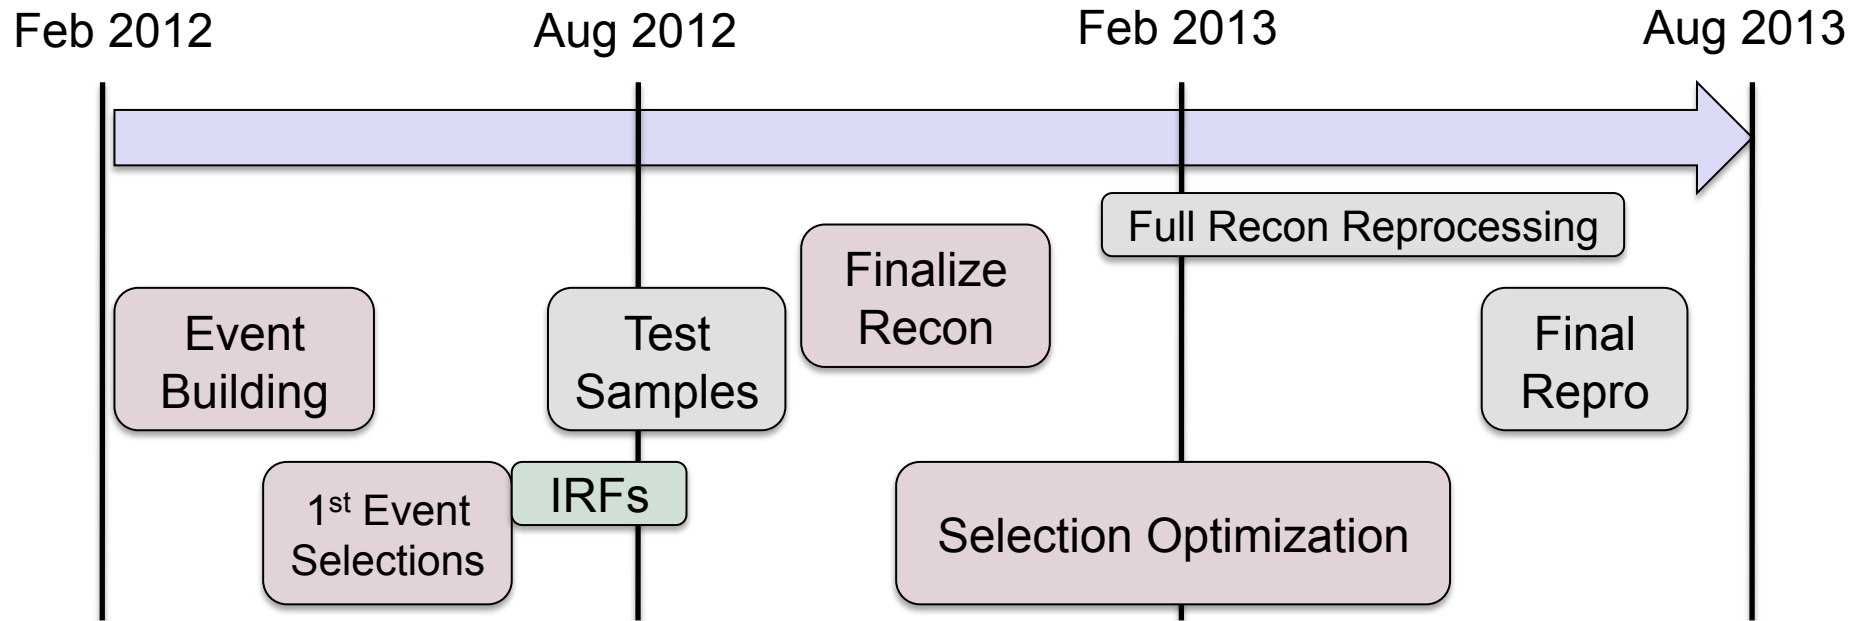 Feb 2012
Aug 2012
Feb 2013
Aug 2013
Full Recon Reprocessing
Finalize
Recon
Event
Building
Test
Samples
Final
Repro
1st Event
Selections
IRFs
Selection Optimization